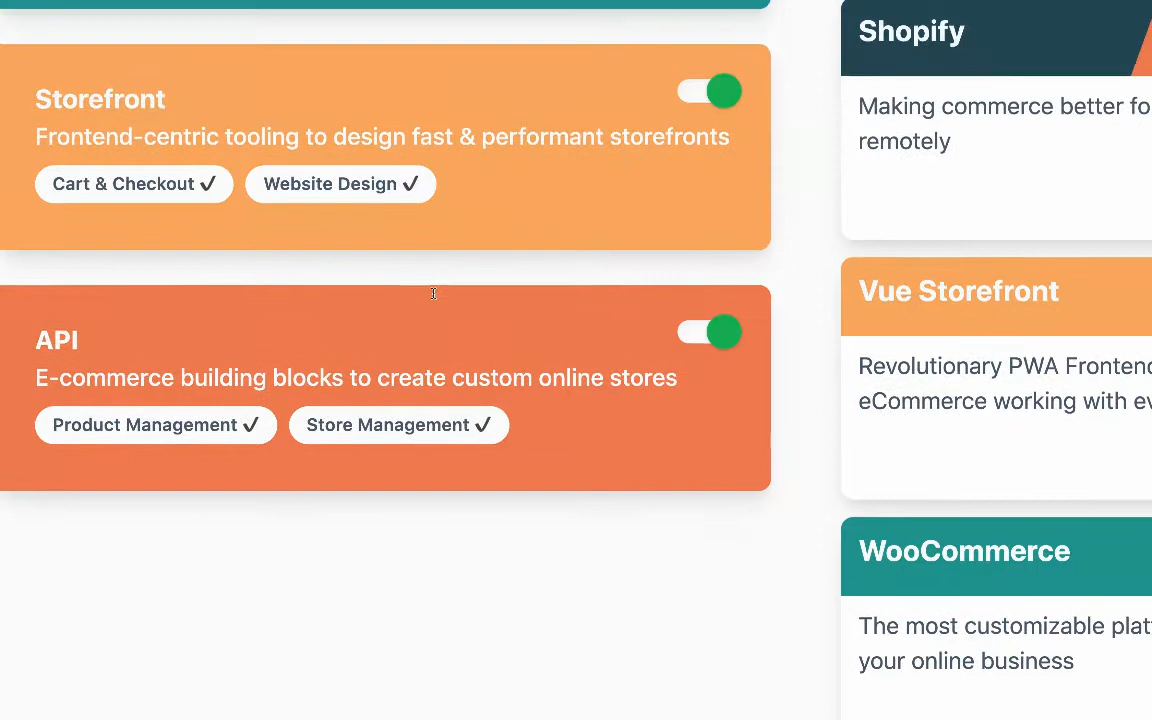 Storefront
Frontend-centric tooling to design fast & performant storefronts
Cart & Checkout ✓
Website Design ✓
API
E-commerce building blocks to create custom online stores
Product Management ✓
Store Management ✓
Shopify
Making commerce better fo
remotely
Vue Storefront
Revolutionary PWA Frontend
eCommerce working with ev
WooCommerce
The most customizable plat
your online business